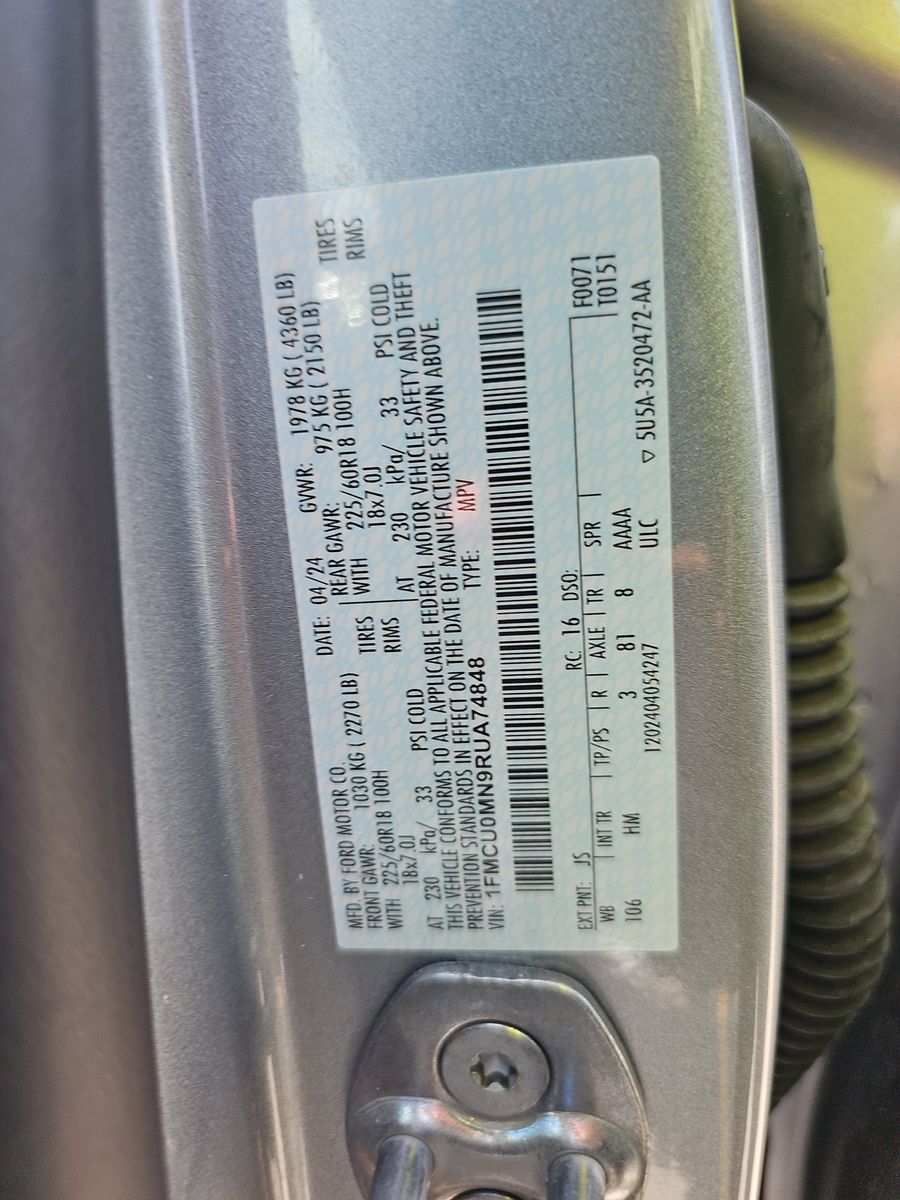 MFD. BY FORD MOTOR CO. DATE: 04/24 GVWR: 1978 KG ( 4360 LB)
FRONT GAWR: 1030 KG ( 2270 LB) REAR GAWR: 975 KG ( 2150 LB)
WITH 225/60R18 100H TIRES WITH 225/60R18 100H TIRES
18x7.0J RIMS 18x7.0J RIMS
AT 230 kPa/ 33 PSI COLD AT 230 kPa/ 33 PSI COLD
THIS VEHICLE CONFORMS TO ALL APPLICABLE FEDERAL MOTOR VEHICLE SAFETY AND THEFT
PREVENTION STANDARDS IN EFFECT ON THE DATE OF MANUFACTURE SHOWN ABOVE.
VIN: 1FMCU0MN9RUA74848 TYPE: MPV
EXT PNT: JS RC: 16 DSO: F0071
WB INT TR TP/PS R AXLE TR SPR T0151
106 HM 3 81 8 AAAA
120240405424​7 ULC ▽ 5U5A-3520472-AA